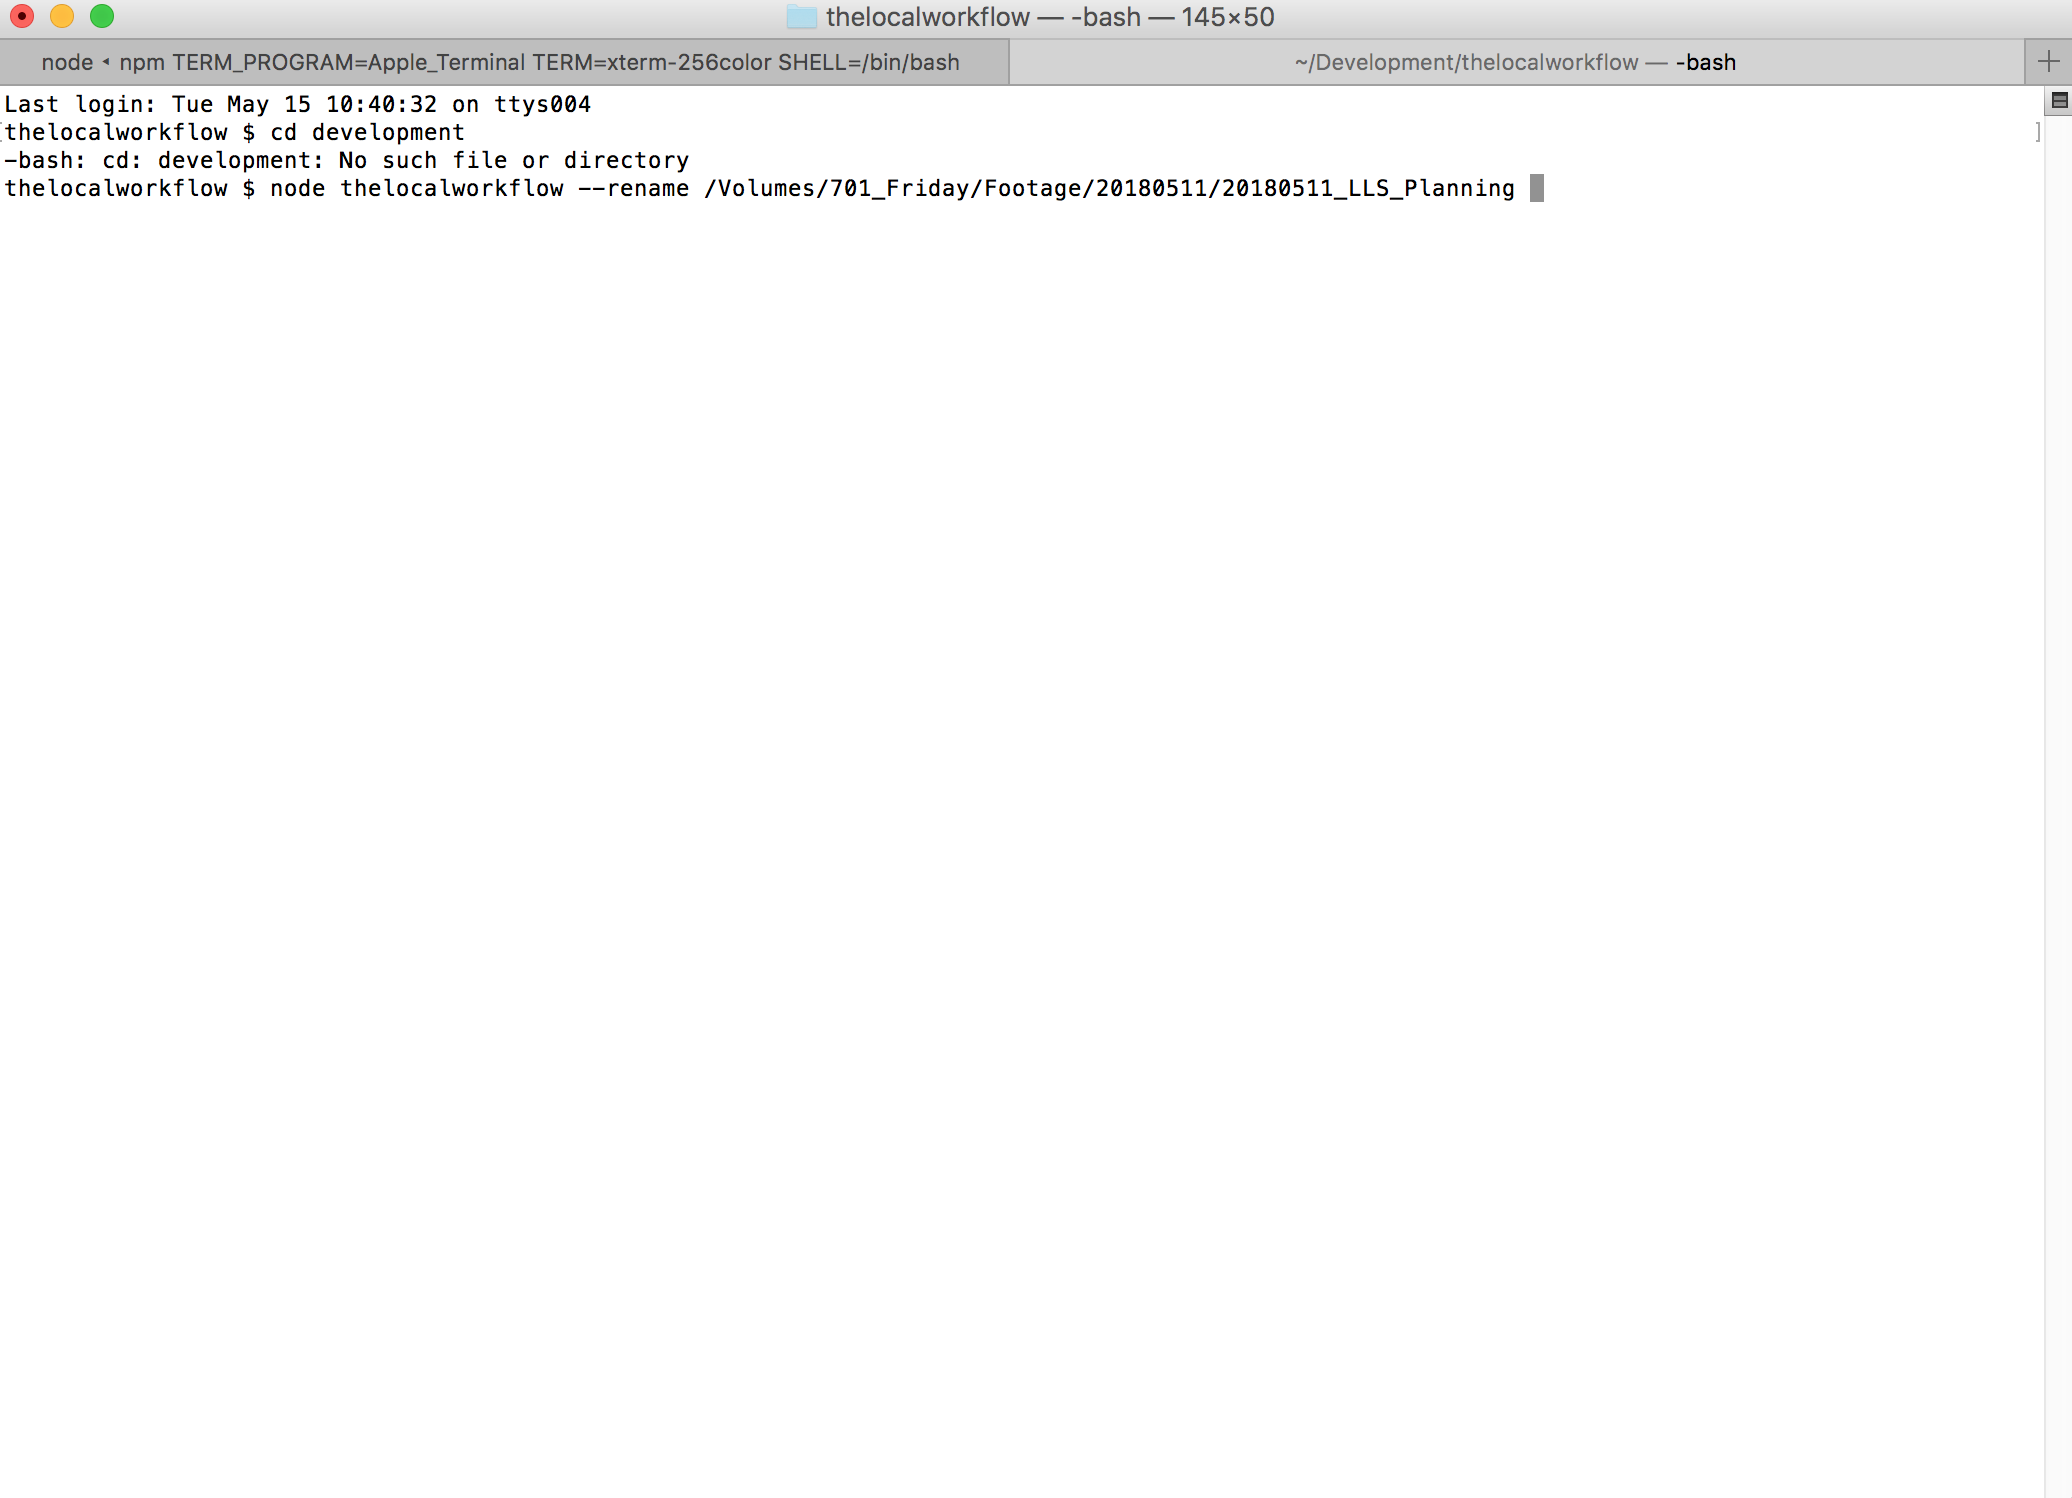 thelocalworkflow — -bash — 145×50
node ◂ npm TERM_PROGRAM=Apple_Terminal TERM=xterm-256color SHELL=/bin/bash
~/Development/thelocalworkflow — -bash
Last login: Tue May 15 10:40:32 on ttys004
[thelocalworkflow $ cd development ]
-bash: cd: development: No such file or directory
thelocalworkflow $ node thelocalworkflow --rename /Volumes/701_Friday/Footage/20180511/20180511_LLS_Planning